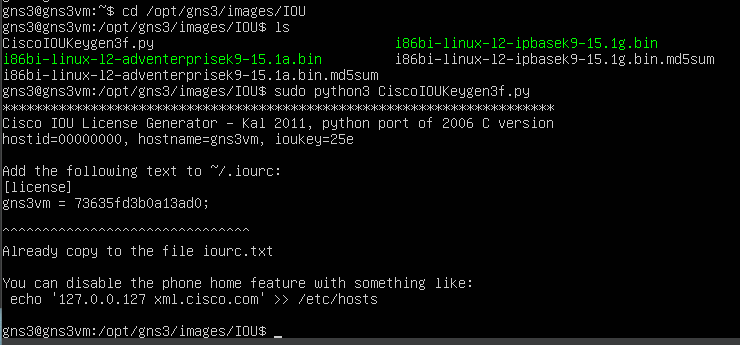 gns3@gns3vm:~$ cd /opt/gns3/images/IOU
gns3@gns3vm:/opt/gns3/images/IOU$ ls
CiscoIOUKeygen3f.py i86bi-linux-l2-ipbasek9-15.1g.bin
i86bi-linux-l2-adventerprisek9-15.1a.bin i86bi-linux-l2-ipbasek9-15.1g.bin.md5sum
i86bi-linux-l2-adventerprisek9-15.1a.bin.md5sum
gns3@gns3vm:/opt/gns3/images/IOU$ sudo python3 CiscoIOUKeygen3f.py
*********************************************************************
Cisco IOU License Generator - Kal 2011, python port of 2006 C version
hostid=00000000, hostname=gns3vm, ioukey=25e
Add the following text to ~/.iourc:
[license]
gns3vm = 73635fd3b0a13ad0;
^^^^^^^^^^^^^^^^^^^^^^^^^^^^^^^
Already copy to the file iourc.txt
You can disable the phone home feature with something like:
 echo '127.0.0.127 xml.cisco.com' >> /etc/hosts
gns3@gns3vm:/opt/gns3/images/IOU$ _